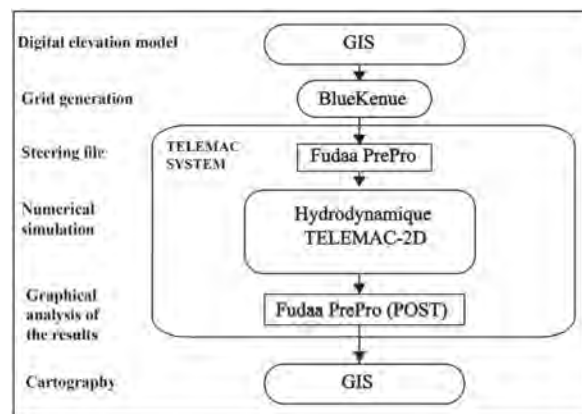 Digital elevation model
GIS
Grid generation
BlueKenue
Steering file
TELEMAC
SYSTEM
Fudaa PrePro
Numerical
simulation
Hydrodynamique
TELEMAC-2D
Graphical
analysis of
the results
Fudaa PrePro (POST)
Cartography
GIS